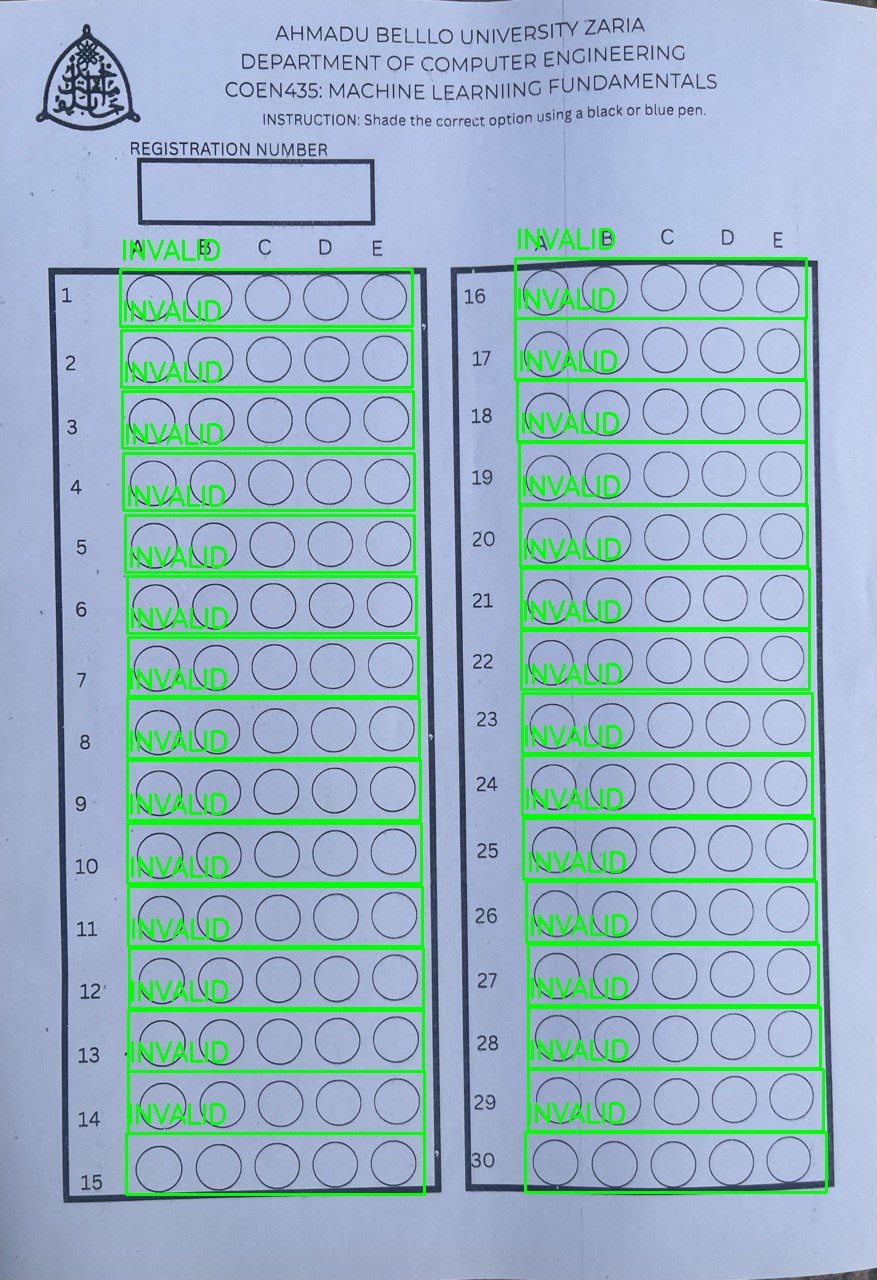 AHMADU BELLLO UNIVERSITY ZARIA
DEPARTMENT OF COMPUTER ENGINEERING
COEN435: MACHINE LEARNIING FUNDAMENTALS
INSTRUCTION: Shade the correct option using a black or blue pen.
REGISTRATION NUMBER
A B C D E
INVALID
1
INVALID
2
INVALID
3
INVALID
4
INVALID
5
INVALID
6
INVALID
7
INVALID
8
INVALID
9
INVALID
10
INVALID
11
INVALID
12
INVALID
13
INVALID
14
INVALID
15
A B C D E
INVALID
16
INVALID
17
INVALID
18
INVALID
19
INVALID
20
INVALID
21
INVALID
22
INVALID
23
INVALID
24
INVALID
25
INVALID
26
INVALID
27
INVALID
28
INVALID
29
INVALID
30